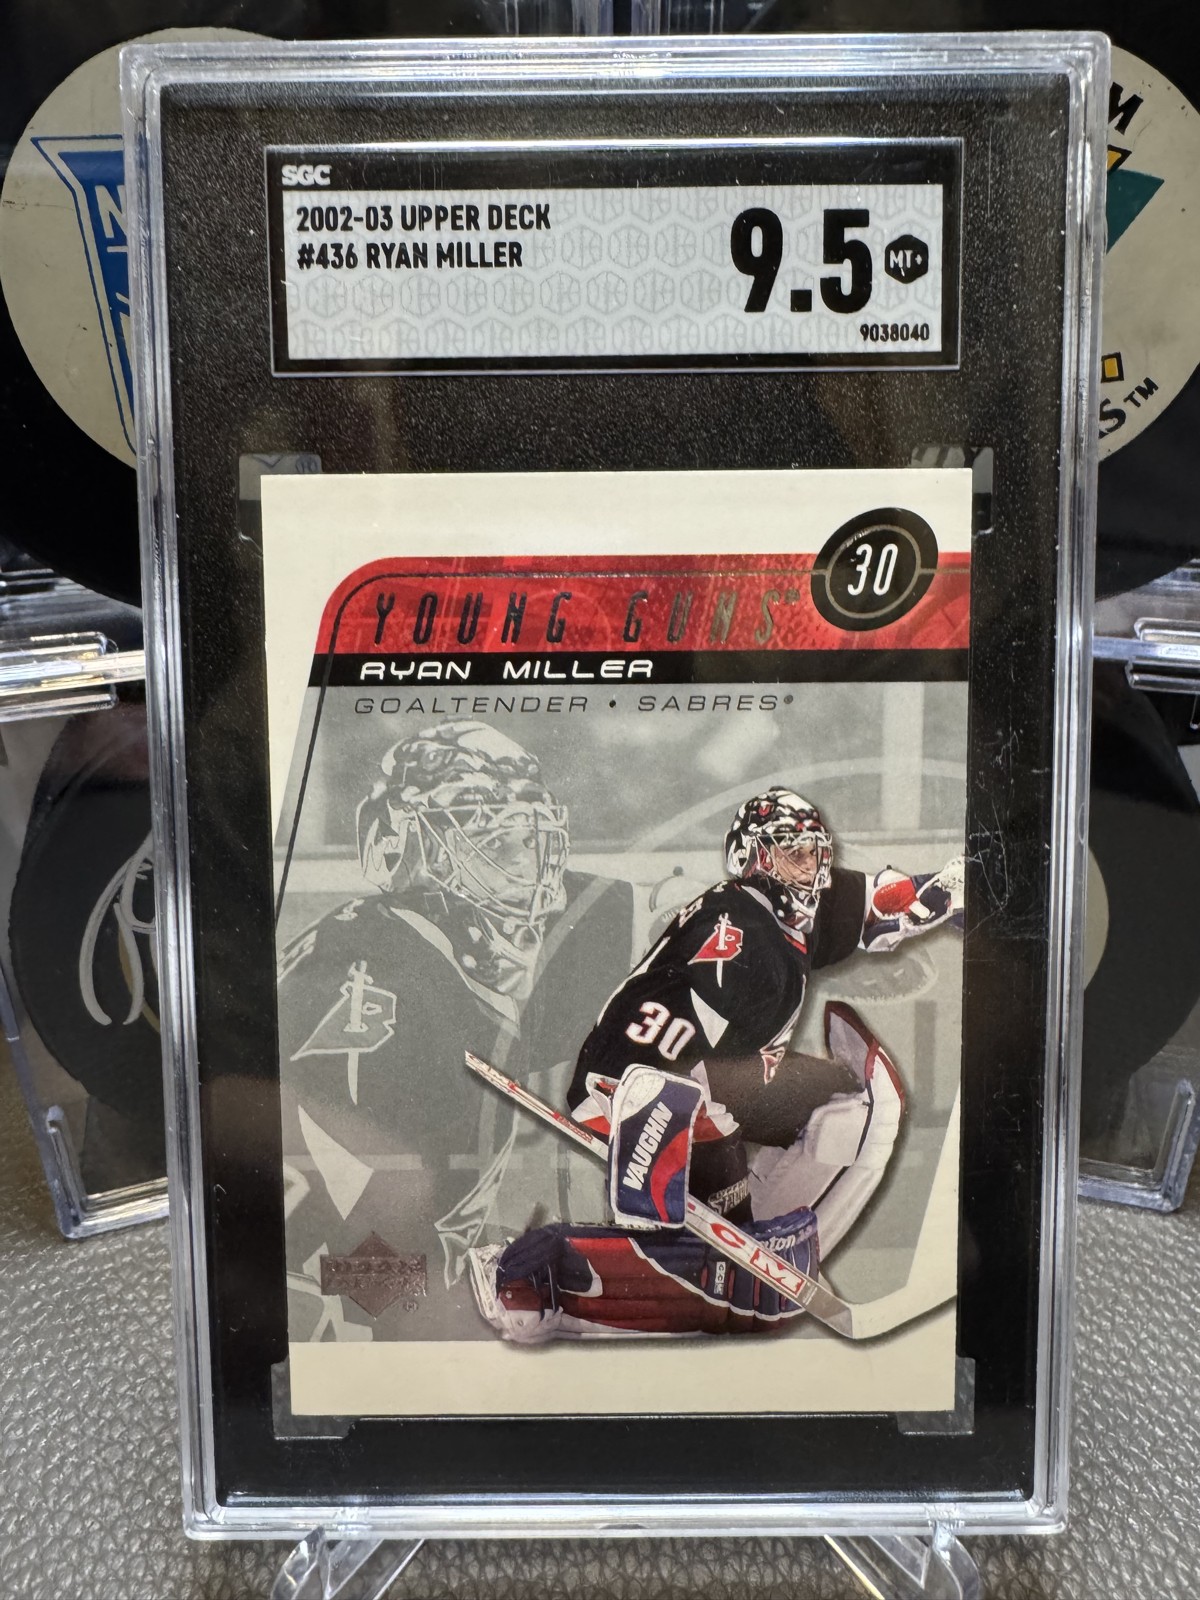 SGC
2002-03 UPPER DECK
#436 RYAN MILLER
9.5
MT+
9038040
30
YOUNG GUNS
RYAN MILLER
GOALTENDER • SABRES®
30
VAUGHN
CCM
™